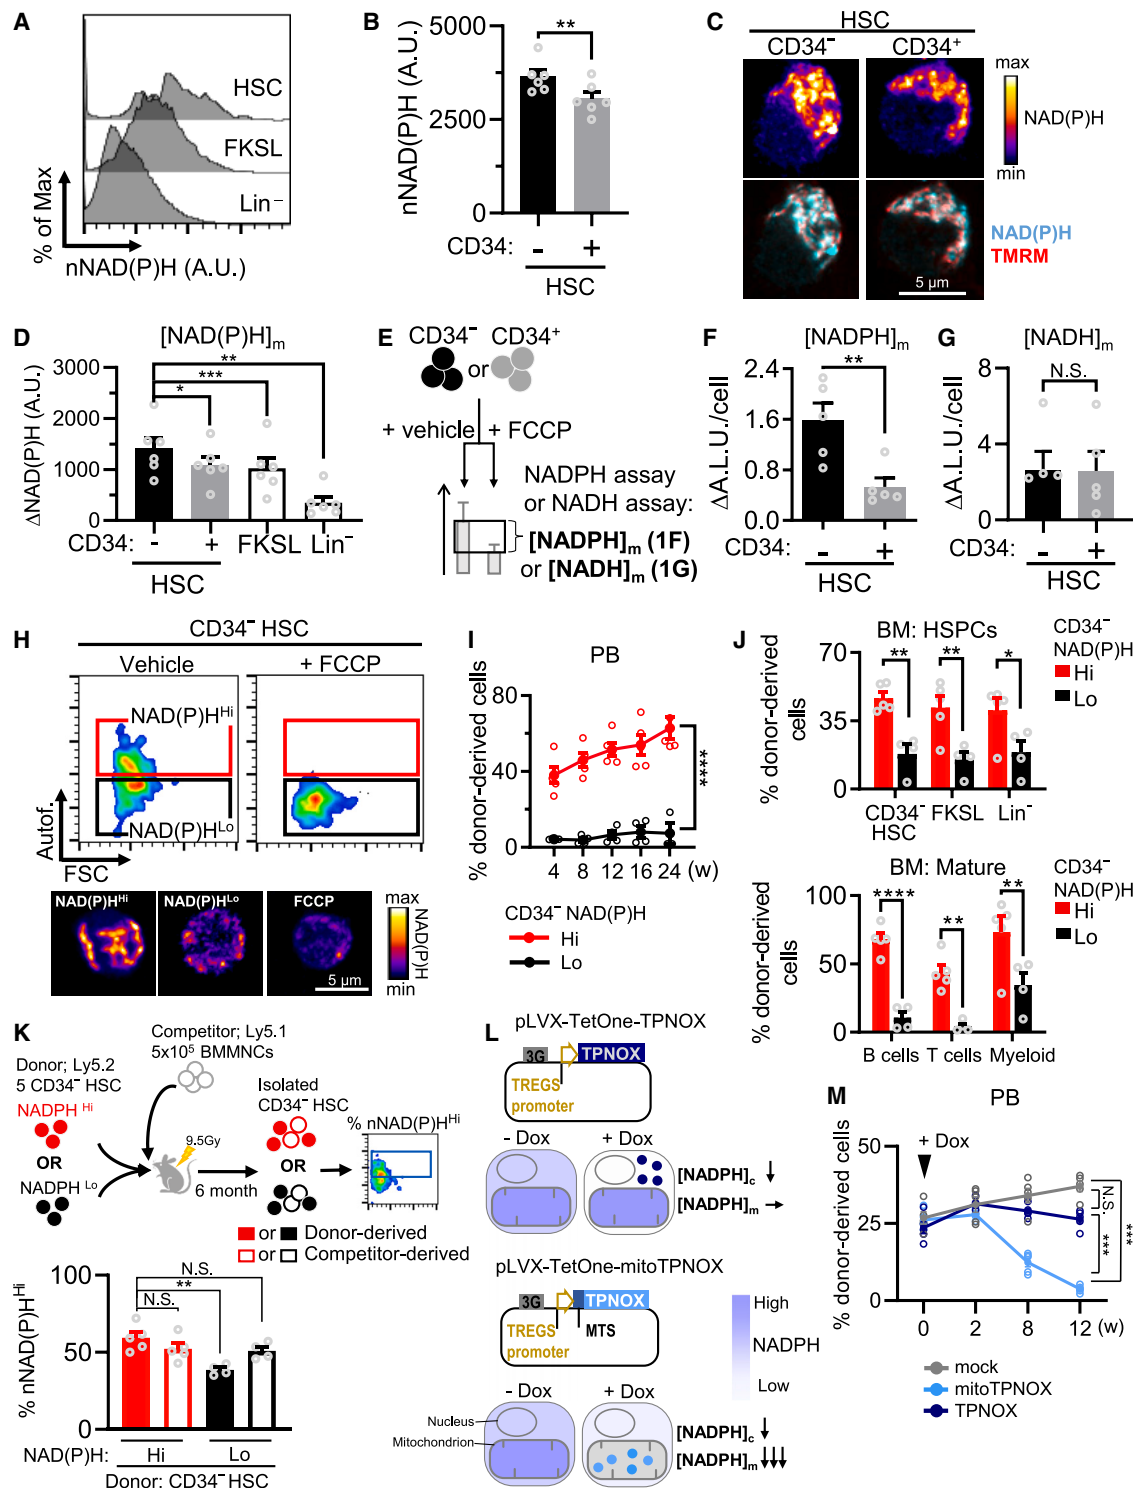 A
HSC
FKSL
Lin⁻
% of Max
nNAD(P)H (A.U.)
B
nNAD(P)H (A.U.)
5000
2500
0
**
CD34: - +
HSC
C
HSC
CD34⁻ CD34⁺
max
NAD(P)H
min
NAD(P)H
TMRM
5 µm
D
[NAD(P)H]m
ΔNAD(P)H (A.U.)
3000
2000
1000
0
**
***
*
CD34: - + FKSL Lin⁻
HSC
E
CD34⁻ CD34⁺
or
+ vehicle + FCCP
NADPH assay
or NADH assay:
[NADPH]m (1F)
or [NADH]m (1G)
F
[NADPH]m
ΔA.L.U./cell
2.4
1.6
0.8
0.0
**
CD34: - +
HSC
G
[NADH]m
ΔA.L.U./cell
8
4
0
N.S.
CD34: - +
HSC
H
CD34⁻ HSC
Vehicle + FCCP
NAD(P)H^Hi
NAD(P)H^Lo
Autof.
FSC
NAD(P)H^Hi NAD(P)H^Lo FCCP
5 µm
max
NAD(P)H
min
I
PB
% donor-derived cells
80
40
0
****
4 8 12 16 24 (w)
CD34⁻ NAD(P)H
Hi
Lo
J
BM: HSPCs
CD34⁻
NAD(P)H
Hi
Lo
% donor-derived
cells
70
35
0
** ** *
CD34⁻
HSC
FKSL Lin⁻
BM: Mature
CD34⁻
NAD(P)H
Hi
Lo
% donor-derived
cells
100
50
0
**** ** **
B cells T cells Myeloid
K
Competitor; Ly5.1
5x10⁵ BMMNCs
Donor; Ly5.2
5 CD34⁻ HSC
NADPH Hi
OR
NADPH Lo
9.5Gy
6 month
Isolated
CD34⁻ HSC
OR
% nNAD(P)H^Hi
or Donor-derived
or Competitor-derived
% nNAD(P)H^Hi
100
50
0
N.S.
**
N.S.
NAD(P)H: Hi Lo
Donor: CD34⁻ HSC
L
pLVX-TetOne-TPNOX
3G TPNOX
TREGS
promoter
- Dox + Dox
[NADPH]c ↓
[NADPH]m →
pLVX-TetOne-mitoTPNOX
3G TPNOX
TREGS
promoter
MTS
High
NADPH
Low
- Dox + Dox
Nucleus
Mitochondrion
[NADPH]c ↓
[NADPH]m ↓↓↓
M
PB
% donor-derived cells
+ Dox
50
25
0
N.S.
***
***
0 2 8 12 (w)
mock
mitoTPNOX
TPNOX